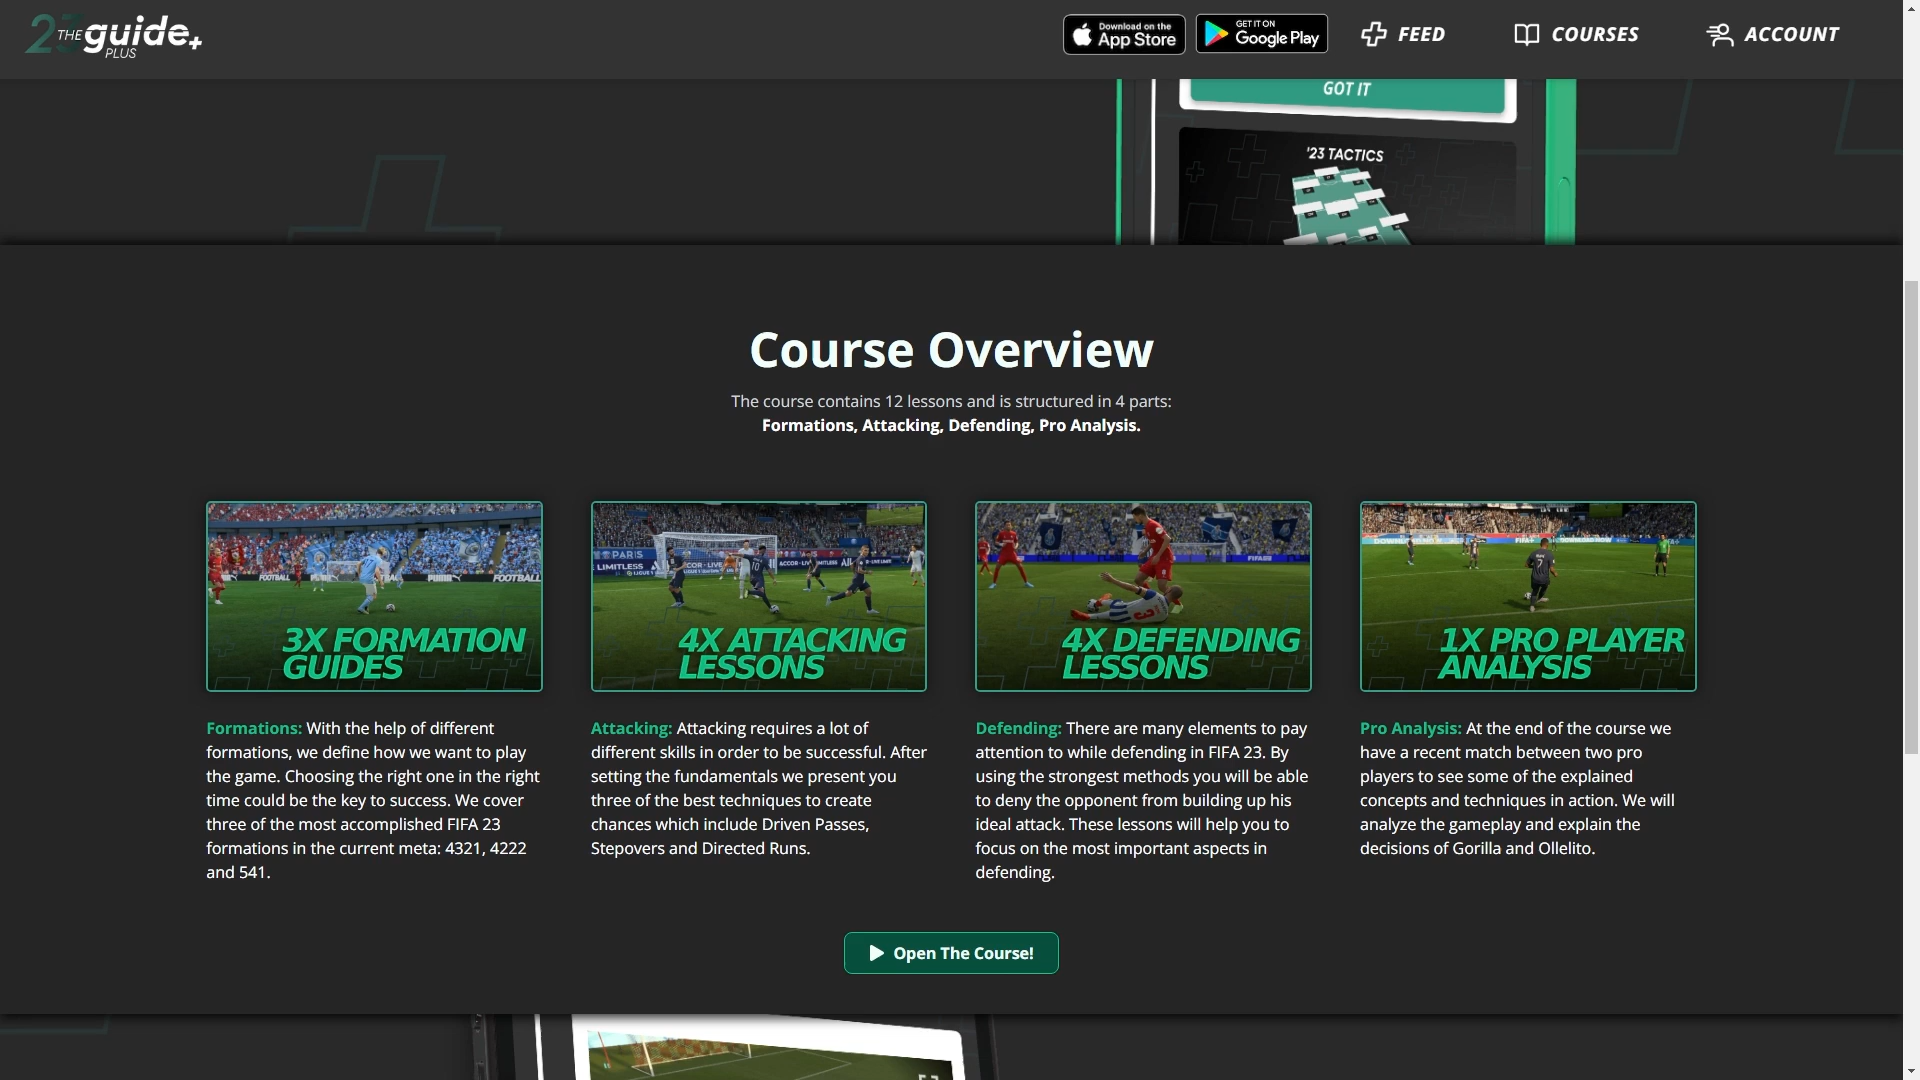 23 THE guide+
PLUS
Download on the
App Store
GET IT ON
Google Play
FEED
COURSES
ACCOUNT
GOT IT
'23 TACTICS
Course Overview
The course contains 12 lessons and is structured in 4 parts:
Formations, Attacking, Defending, Pro Analysis.
3X FORMATION
GUIDES
4X ATTACKING
LESSONS
4X DEFENDING
LESSONS
1X PRO PLAYER
ANALYSIS
Formations: With the help of different
formations, we define how we want to play
the game. Choosing the right one in the right
time could be the key to success. We cover
three of the most accomplished FIFA 23
formations in the current meta: 4321, 4222
and 541.
Attacking: Attacking requires a lot of
different skills in order to be successful. After
setting the fundamentals we present you
three of the best techniques to create
chances which include Driven Passes,
Stepovers and Directed Runs.
Defending: There are many elements to pay
attention to while defending in FIFA 23. By
using the strongest methods you will be able
to deny the opponent from building up his
ideal attack. These lessons will help you to
focus on the most important aspects in
defending.
Pro Analysis: At the end of the course we
have a recent match between two pro
players to see some of the explained
concepts and techniques in action. We will
analyze the gameplay and explain the
decisions of Gorilla and Ollelito.
Open The Course!